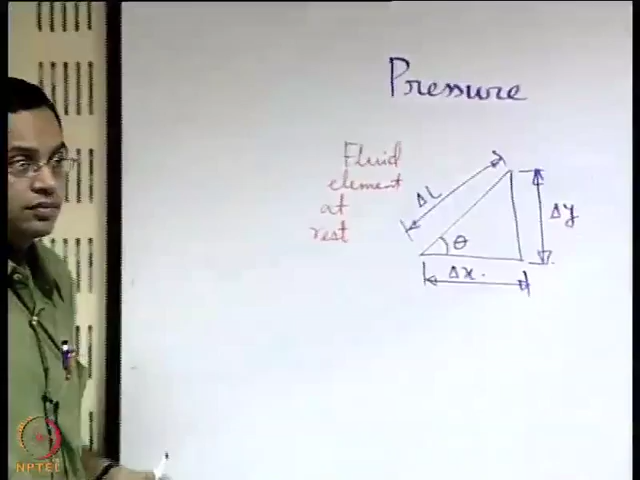 Pressure
Fluid
element
at
rest
ΔL
Δy
θ
Δx
NPTEL